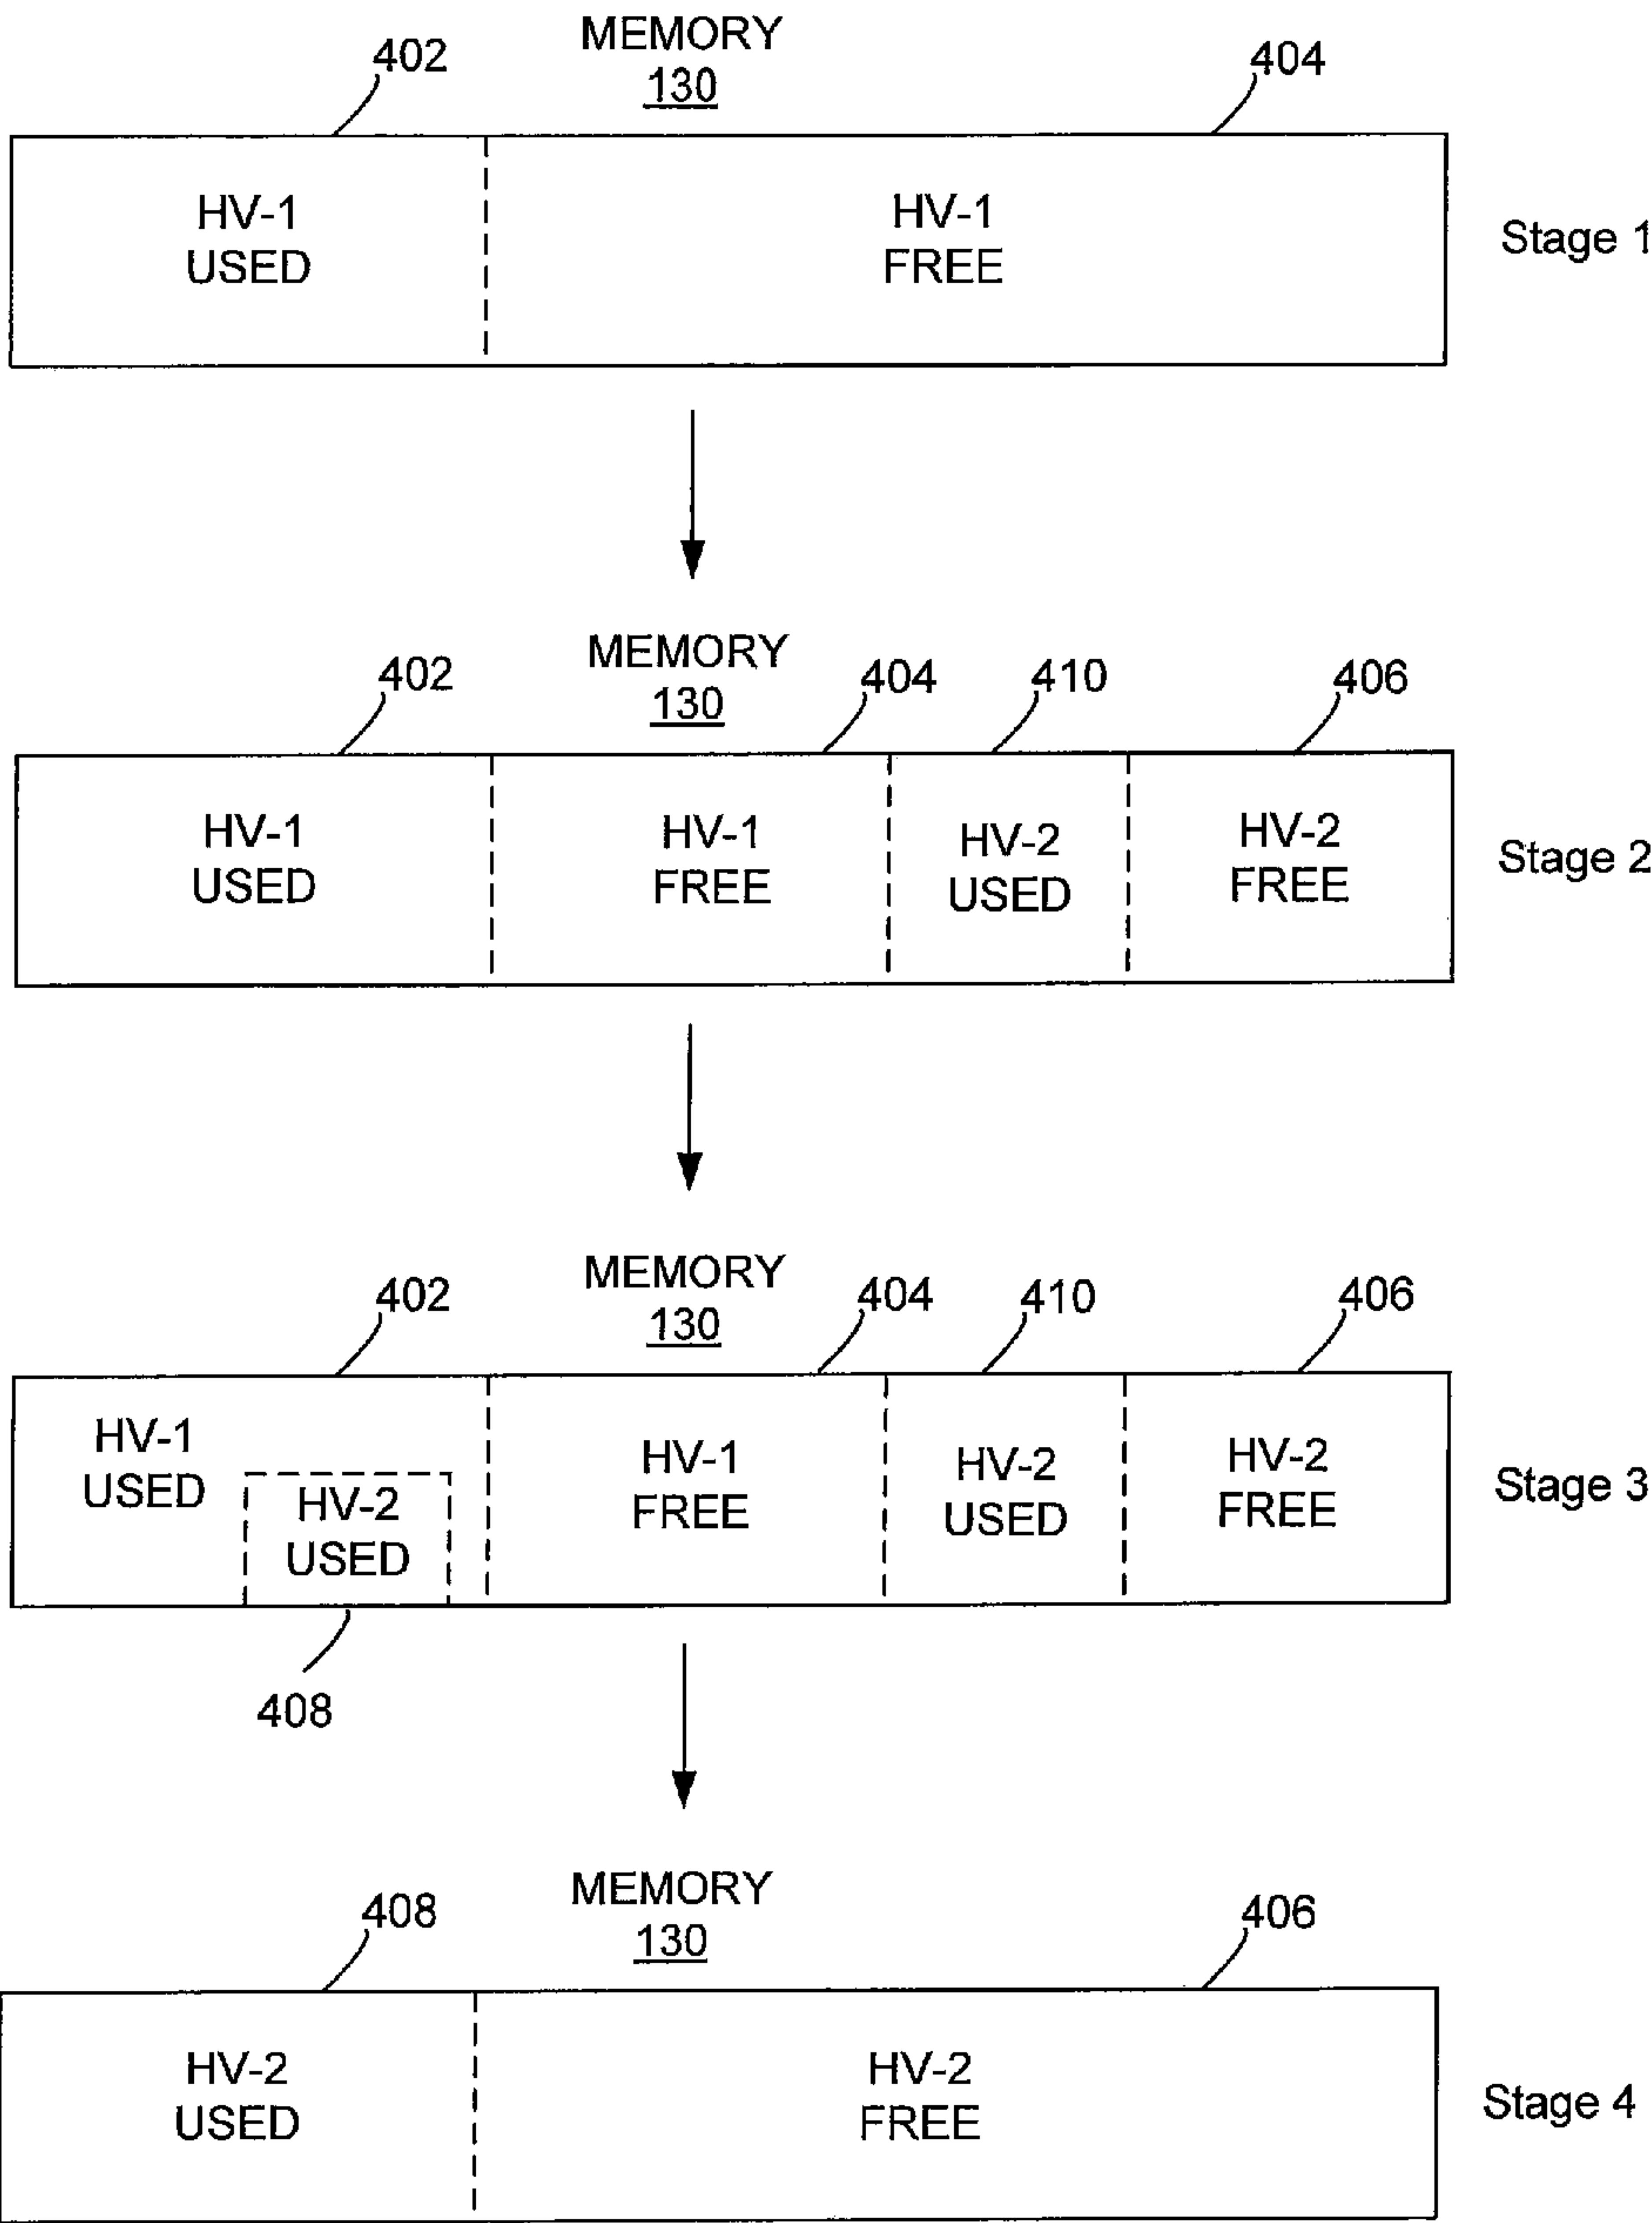 MEMORY
130
402
404
HV-1
USED
HV-1
FREE
Stage 1
MEMORY
130
402
404
410
406
HV-1
USED
HV-1
FREE
HV-2
USED
HV-2
FREE
Stage 2
MEMORY
130
402
404
410
406
HV-1
USED
HV-2
USED
HV-1
FREE
HV-2
USED
HV-2
FREE
Stage 3
408
MEMORY
130
408
406
HV-2
USED
HV-2
FREE
Stage 4